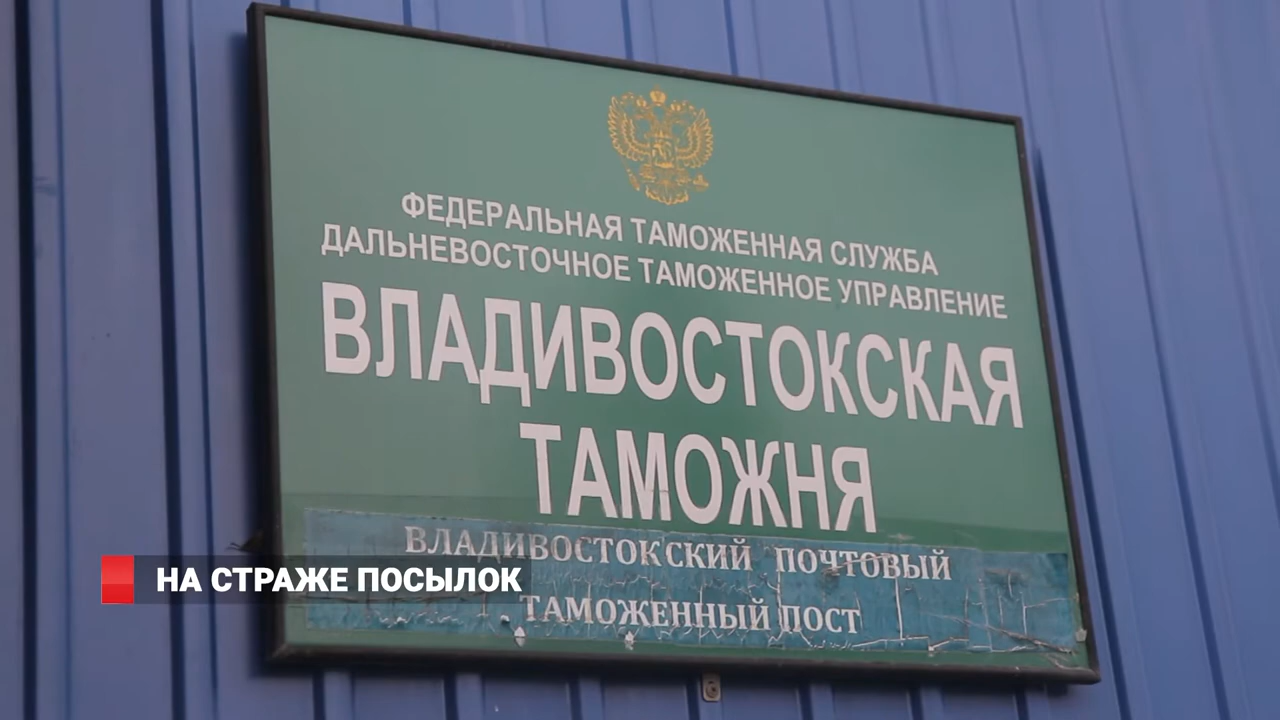 ФЕДЕРАЛЬНАЯ ТАМОЖЕННАЯ СЛУЖБА
ДАЛЬНЕВОСТОЧНОЕ ТАМОЖЕННОЕ УПРАВЛЕНИЕ
ВЛАДИВОСТОКСКАЯ
ТАМОЖНЯ
ВЛАДИВОСТОКСКИЙ ПОЧТОВЫЙ
ТАМОЖЕННЫЙ ПОСТ
НА СТРАЖЕ ПОСЫЛОК